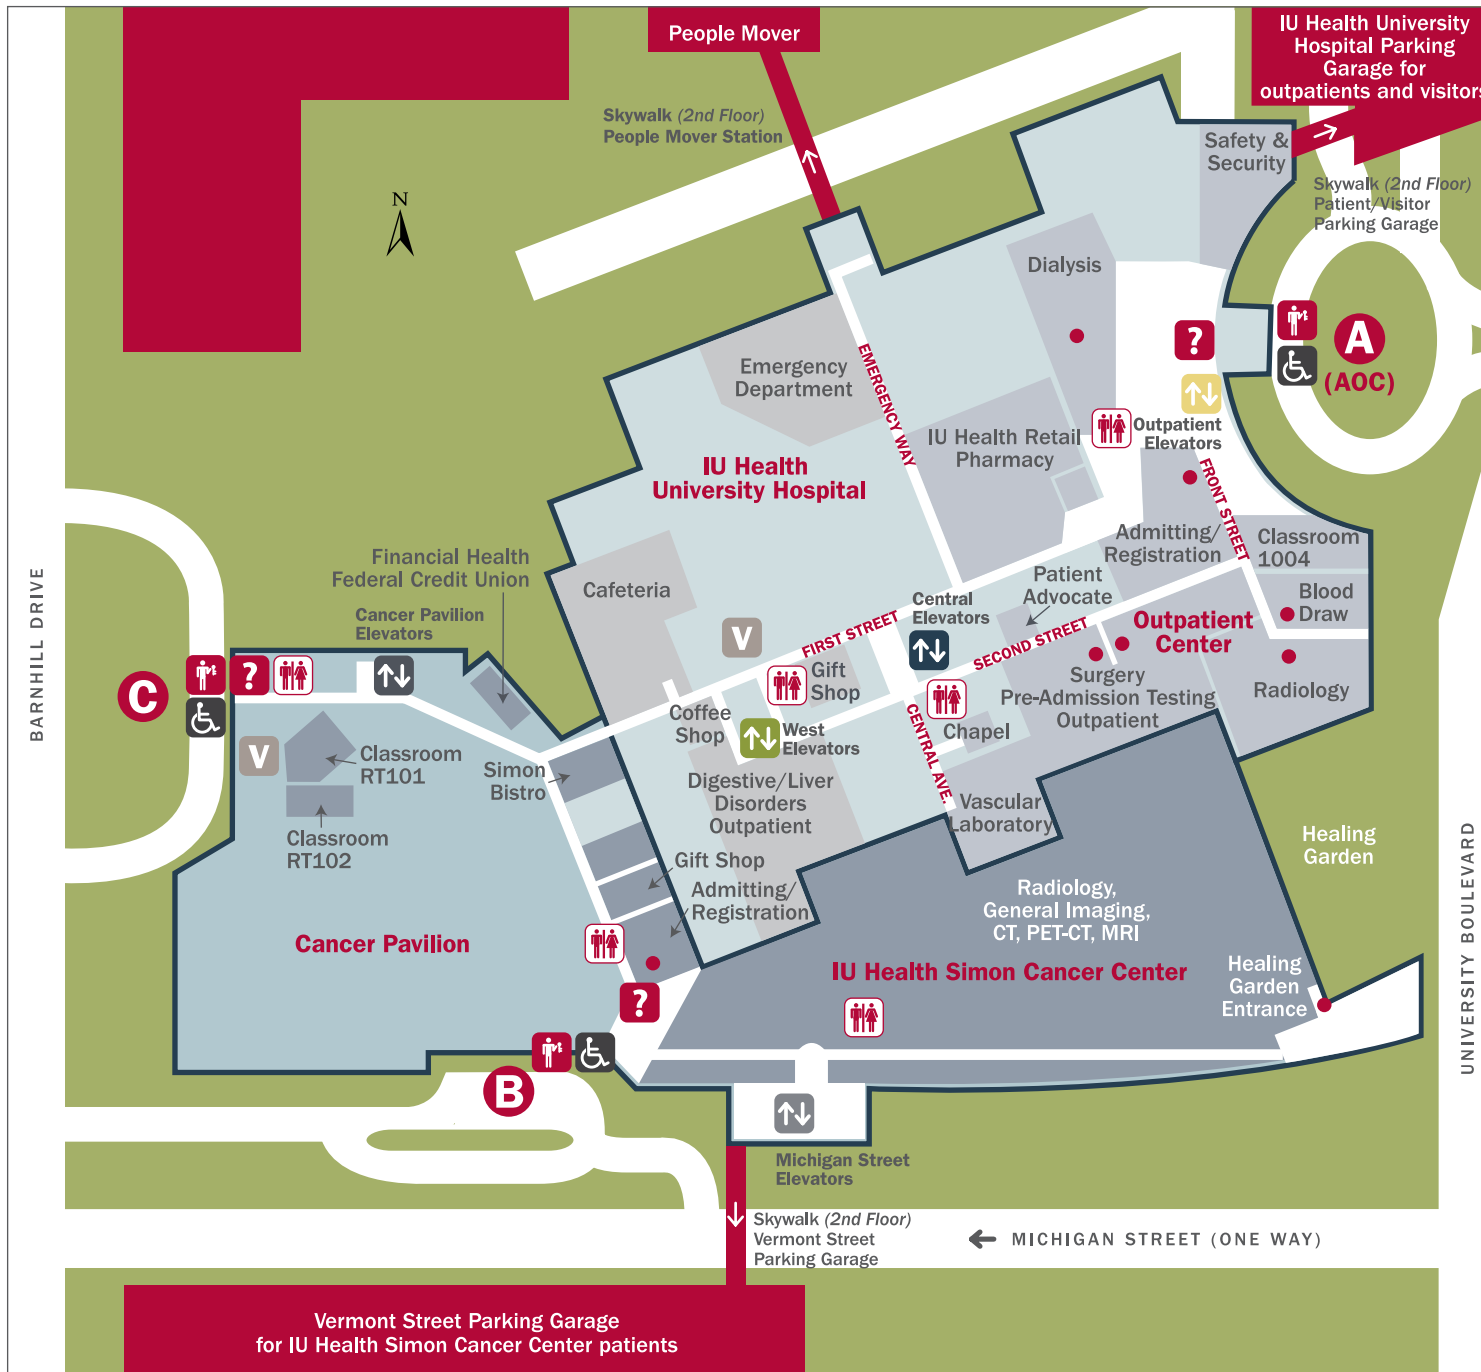 People Mover
IU Health University
Hospital Parking
Garage for
outpatients and visitors
Skywalk (2nd Floor)
People Mover Station
Safety &
Security
Skywalk (2nd Floor)
Patient/Visitor
Parking Garage
N
Dialysis
?
A
(AOC)
Emergency
Department
EMERGENCY WAY
IU Health Retail
Pharmacy
Outpatient
Elevators
IU Health
University Hospital
FRONT STREET
Admitting/
Registration
Classroom
1004
Financial Health
Federal Credit Union
Cafeteria
Patient
Advocate
Blood
Draw
Cancer Pavilion
Elevators
Central
Elevators
V
FIRST STREET
SECOND STREET
Outpatient
Center
BARNHILL DRIVE
C
?
Gift
Shop
Surgery
Pre-Admission Testing
Outpatient
Radiology
Coffee
Shop
West
Elevators
CENTRAL AVE.
Chapel
V
Classroom
RT101
Simon
Bistro
Digestive/Liver
Disorders
Outpatient
Vascular
Laboratory
Classroom
RT102
Healing
Garden
Gift Shop
Admitting/
Registration
Radiology,
General Imaging,
CT, PET-CT, MRI
Cancer Pavilion
IU Health Simon Cancer Center
Healing
Garden
Entrance
UNIVERSITY BOULEVARD
?
B
Michigan Street
Elevators
Skywalk (2nd Floor)
Vermont Street
Parking Garage
MICHIGAN STREET (ONE WAY)
Vermont Street Parking Garage
for IU Health Simon Cancer Center patients